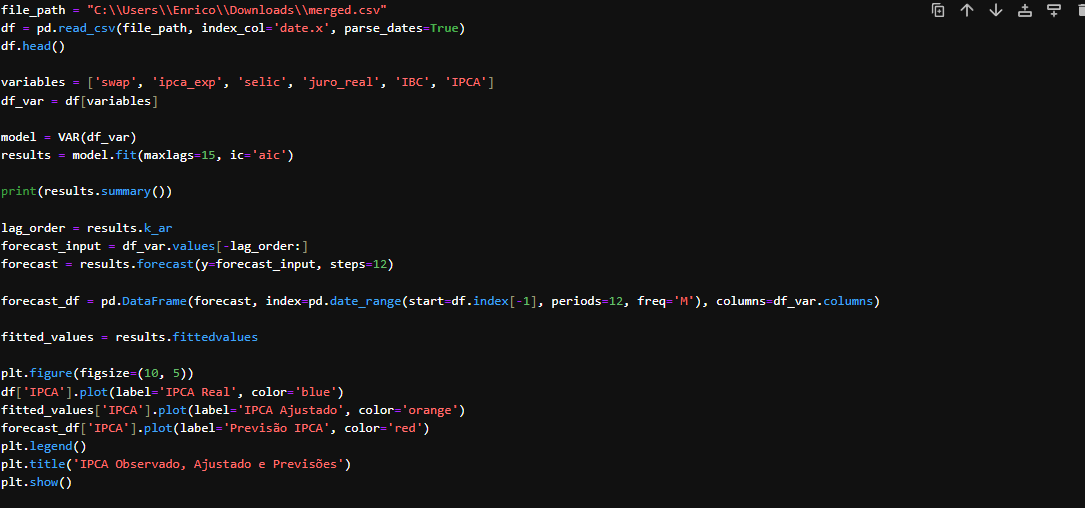 file_path = "C:\\Users\\Enrico\\Downloads\\merged.csv"
df = pd.read_csv(file_path, index_col='date.x', parse_dates=True)
df.head()
variables = ['swap', 'ipca_exp', 'selic', 'juro_real', 'IBC', 'IPCA']
df_var = df[variables]
model = VAR(df_var)
results = model.fit(maxlags=15, ic='aic')
print(results.summary())
lag_order = results.k_ar
forecast_input = df_var.values[-lag_order:]
forecast = results.forecast(y=forecast_input, steps=12)
forecast_df = pd.DataFrame(forecast, index=pd.date_range(start=df.index[-1], periods=12, freq='M'), columns=df_var.columns)
fitted_values = results.fittedvalues
plt.figure(figsize=(10, 5))
df['IPCA'].plot(label='IPCA Real', color='blue')
fitted_values['IPCA'].plot(label='IPCA Ajustado', color='orange')
forecast_df['IPCA'].plot(label='Previsão IPCA', color='red')
plt.legend()
plt.title('IPCA Observado, Ajustado e Previsões')
plt.show()